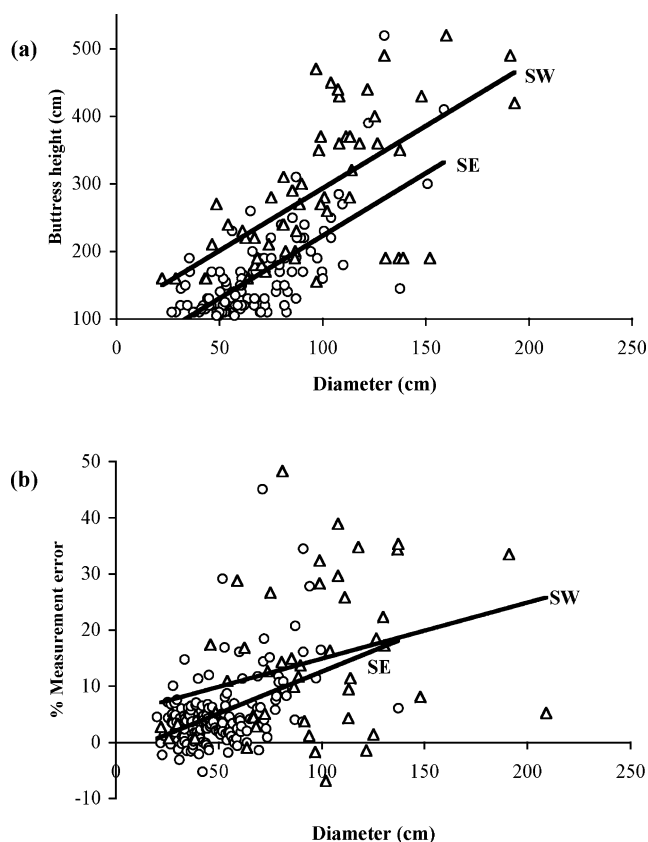 (a)
Buttress height (cm)
500
400
300
200
100
SW
SE
0 50 100 150 200 250
Diameter (cm)
(b)
% Measurement error
50
40
30
20
10
0
-10
SW
SE
0 50 100 150 200 250
Diameter (cm)